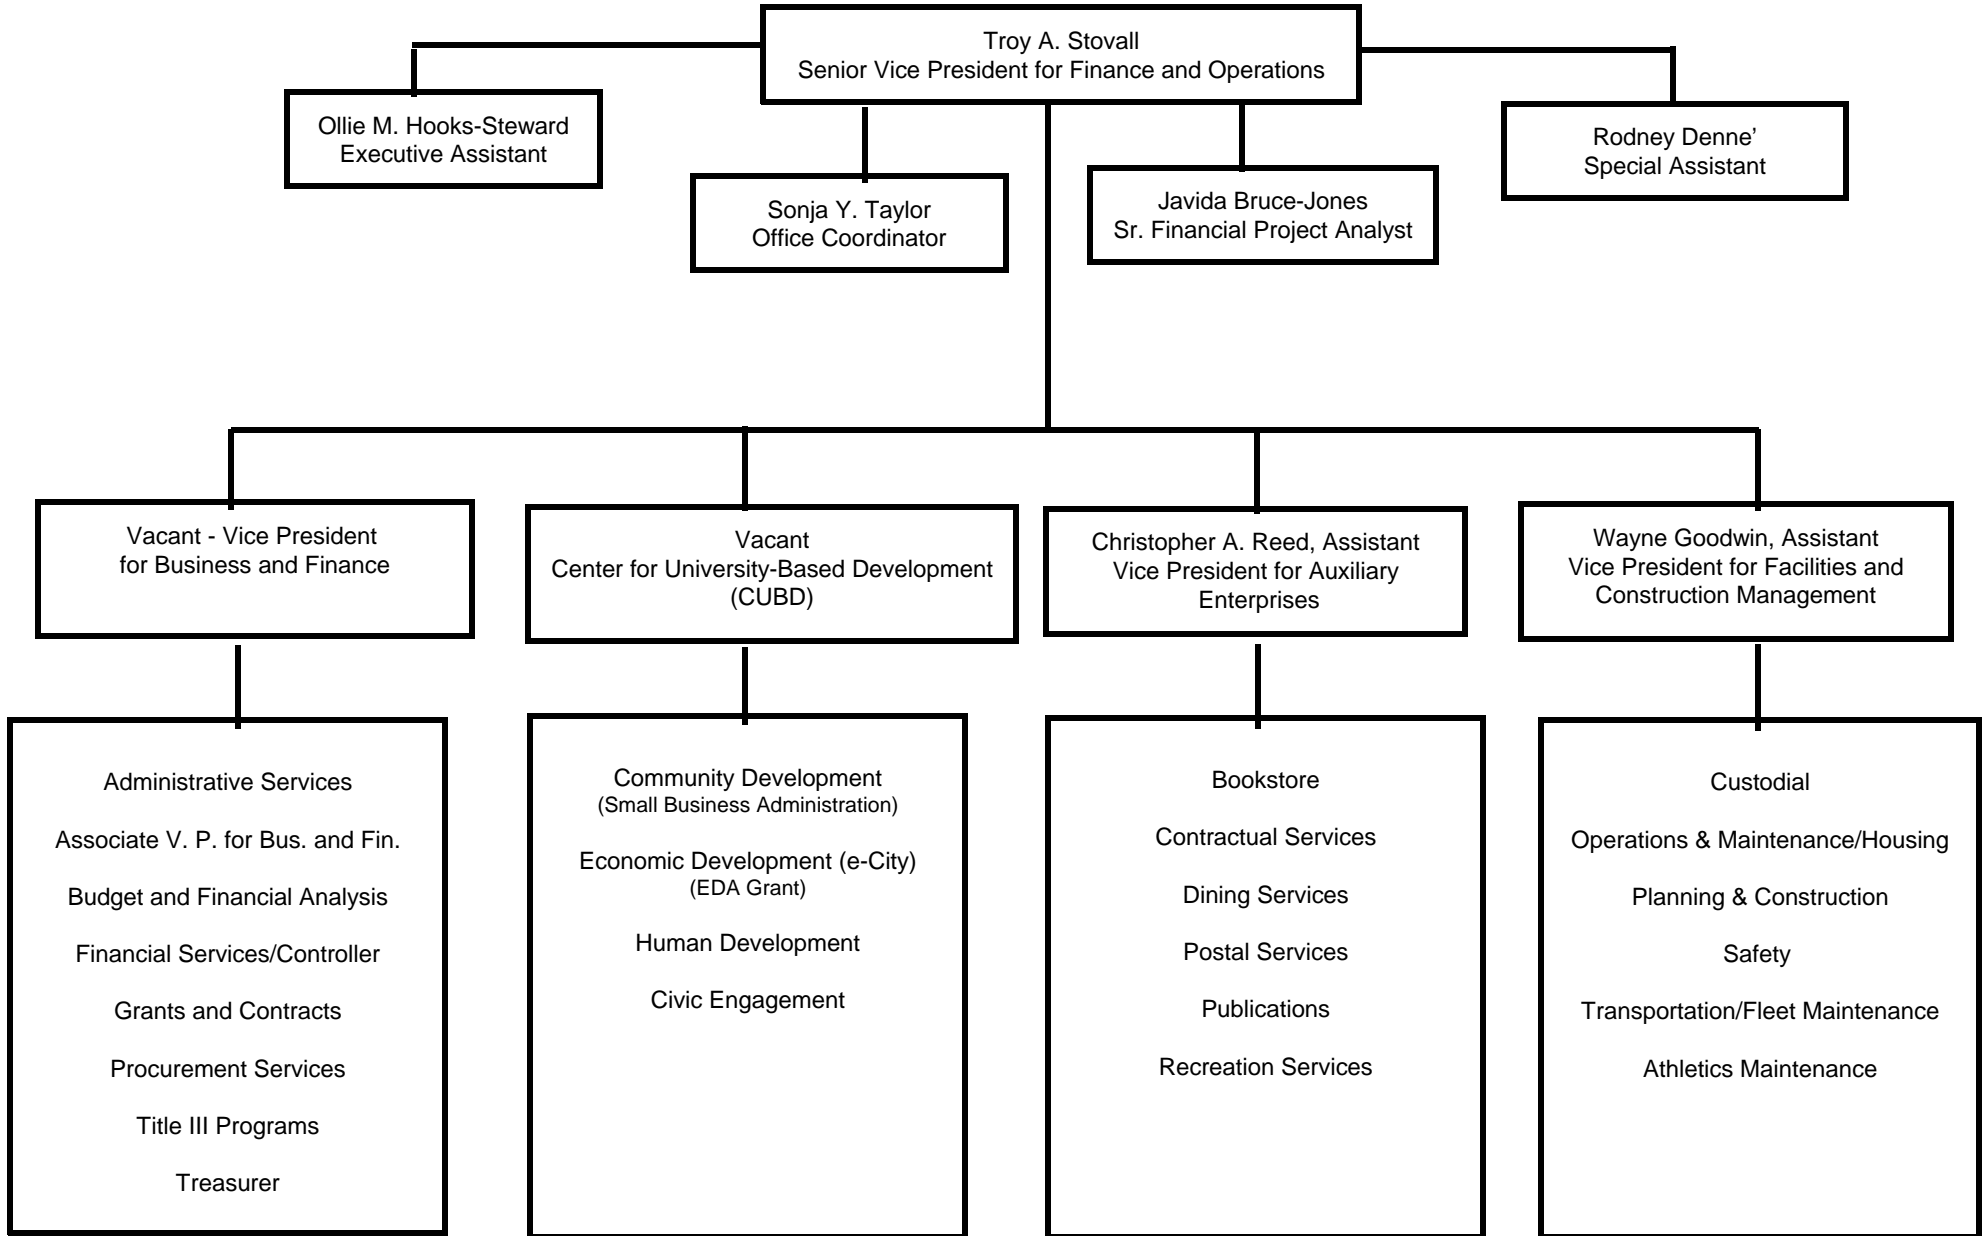 Troy A. Stovall
Senior Vice President for Finance and Operations
Ollie M. Hooks-Steward
Executive Assistant
Sonja Y. Taylor
Office Coordinator
Javida Bruce-Jones
Sr. Financial Project Analyst
Rodney Denne’
Special Assistant
Vacant - Vice President
for Business and Finance
Vacant
Center for University-Based Development
(CUBD)
Christopher A. Reed, Assistant
Vice President for Auxiliary
Enterprises
Wayne Goodwin, Assistant
Vice President for Facilities and
Construction Management
Administrative Services
Associate V. P. for Bus. and Fin.
Budget and Financial Analysis
Financial Services/Controller
Grants and Contracts
Procurement Services
Title III Programs
Treasurer
Community Development
(Small Business Administration)
Economic Development (e-City)
(EDA Grant)
Human Development
Civic Engagement
Bookstore
Contractual Services
Dining Services
Postal Services
Publications
Recreation Services
Custodial
Operations & Maintenance/Housing
Planning & Construction
Safety
Transportation/Fleet Maintenance
Athletics Maintenance